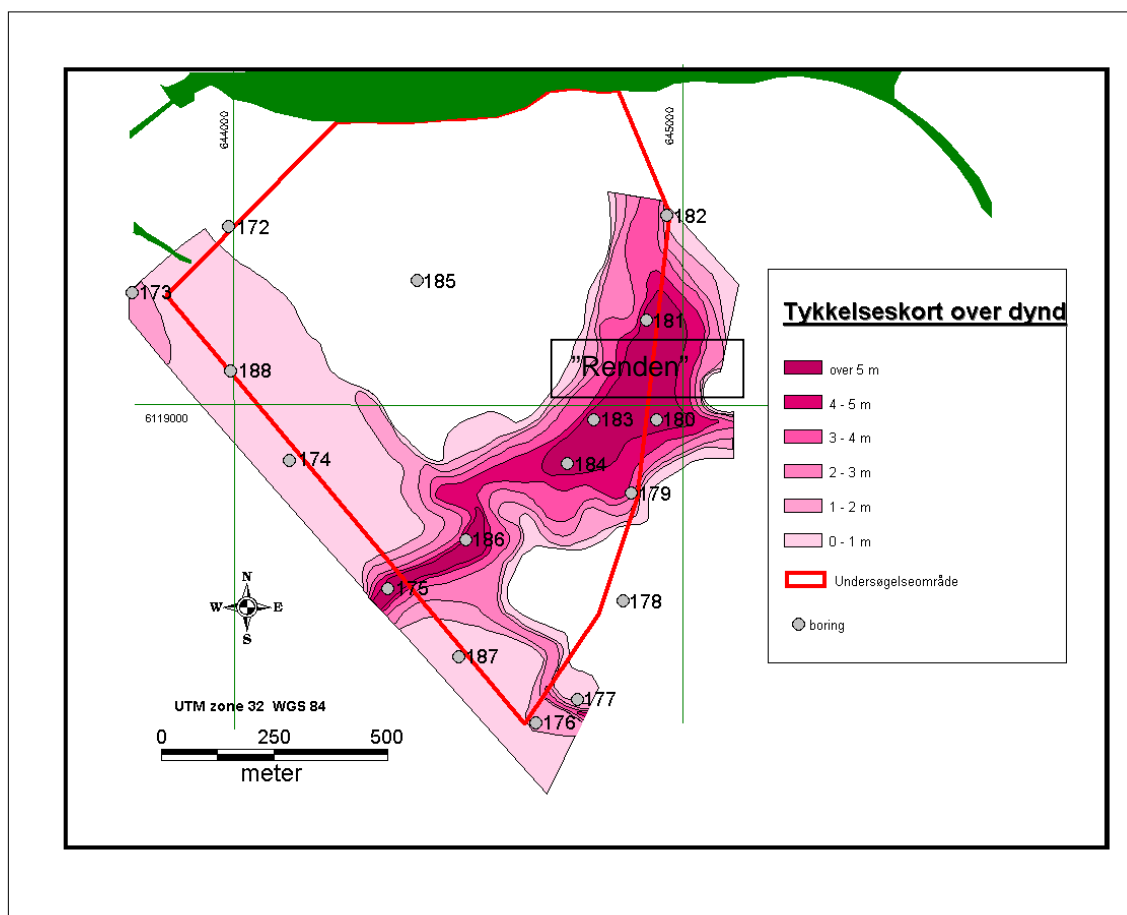 644000
645000
182
172
185
173
181
"Renden"
188
6119000
183
180
174
184
179
186
175
178
187
177
176
N
W
E
S
UTM zone 32 WGS 84
0 250 500
meter
Tykkelseskort over dynd
over 5 m
4 - 5 m
3 - 4 m
2 - 3 m
1 - 2 m
0 - 1 m
Undersøgelseområde
boring